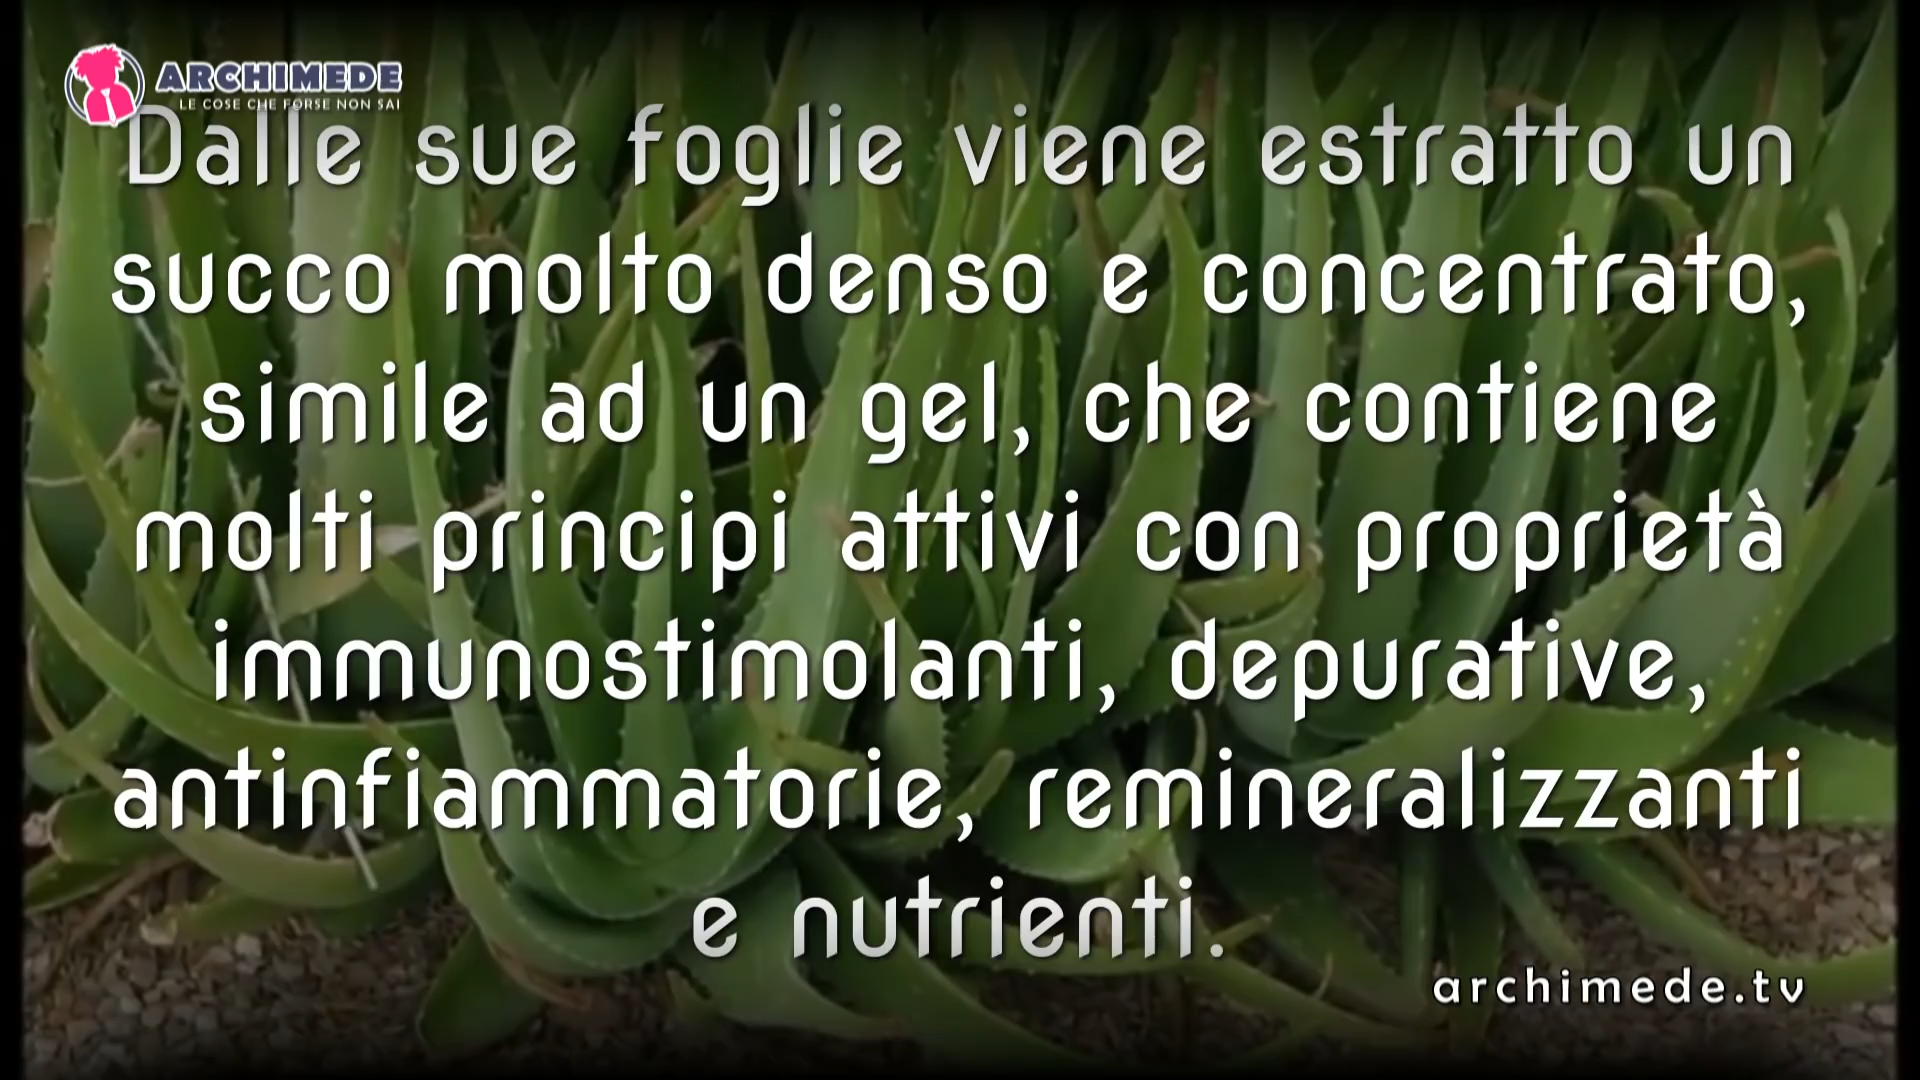 ARCHIMEDE
LE COSE CHE FORSE NON SAI
Dalle sue foglie viene estratto un
succo molto denso e concentrato,
simile ad un gel, che contiene
molti principi attivi con proprietà
immunostimolanti, depurative,
antinfiammatorie, remineralizzanti
e nutrienti.
archimede.tv